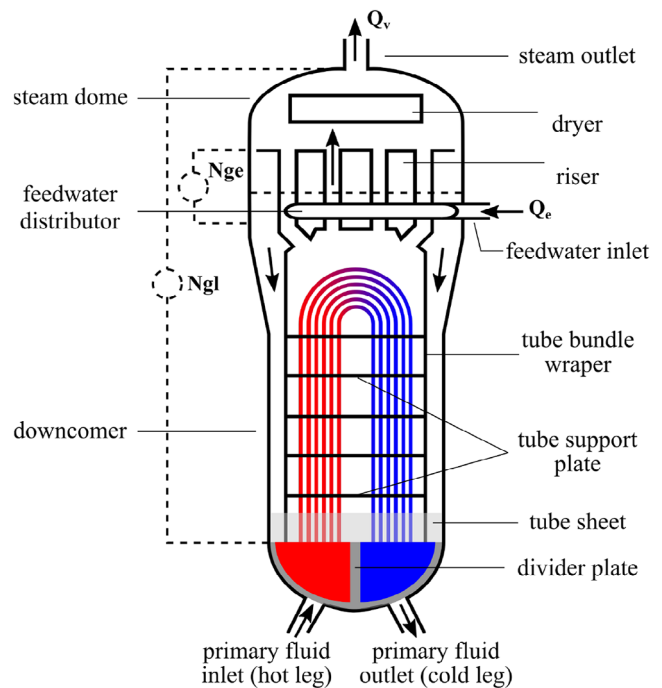 Qv
steam outlet
steam dome
dryer
Nge
riser
feedwater
distributor
Qe
feedwater inlet
Ngl
tube bundle
wraper
downcomer
tube support
plate
tube sheet
divider plate
primary fluid
inlet (hot leg)
primary fluid
outlet (cold leg)